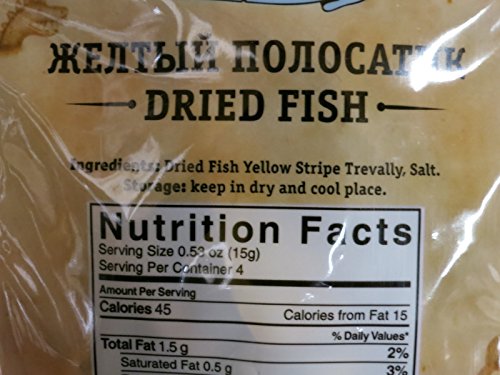 ЖЕЛТЫЙ ПОЛОСАТИК
DRIED FISH
Ingredients: Dried Fish Yellow Stripe Trevally, Salt.
Storage: keep in dry and cool place.
Nutrition Facts
Serving Size 0.53 oz (15g)
Serving Per Container 4
Amount Per Serving
Calories 45 Calories from Fat 15
% Daily Values*
Total Fat 1.5 g 2%
Saturated Fat 0.5 g 3%